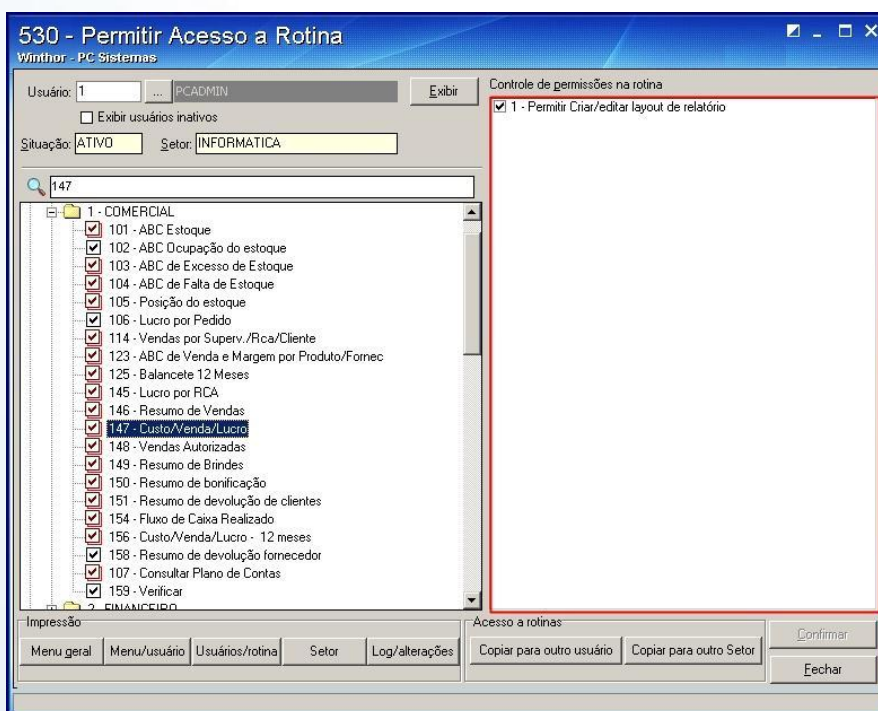 530 - Permitir Acesso a Rotina
Winthor - PC Sistemas
Usuário: 1 ... PCADMIN Exibir
Exibir usuários inativos
Situação: ATIVO Setor: INFORMATICA
147
1 - COMERCIAL
101 - ABC Estoque
102 - ABC Ocupação do estoque
103 - ABC de Excesso de Estoque
104 - ABC de Falta de Estoque
105 - Posição do estoque
106 - Lucro por Pedido
114 - Vendas por Superv./Rca/Cliente
123 - ABC de Venda e Margem por Produto/Fornec
125 - Balancete 12 Meses
145 - Lucro por RCA
146 - Resumo de Vendas
147 - Custo/Venda/Lucro
148 - Vendas Autorizadas
149 - Resumo de Brindes
150 - Resumo de bonificação
151 - Resumo de devolução de clientes
154 - Fluxo de Caixa Realizado
156 - Custo/Venda/Lucro - 12 meses
158 - Resumo de devolução fornecedor
107 - Consultar Plano de Contas
159 - Verificar
2 - FINANCEIRO
Controle de permissões na rotina
1 - Permitir Criar/editar layout de relatório
Impressão
Menu geral Menu/usuário Usuários/rotina Setor Log/alterações
Acesso a rotinas
Copiar para outro usuário Copiar para outro Setor
Confirmar
Fechar